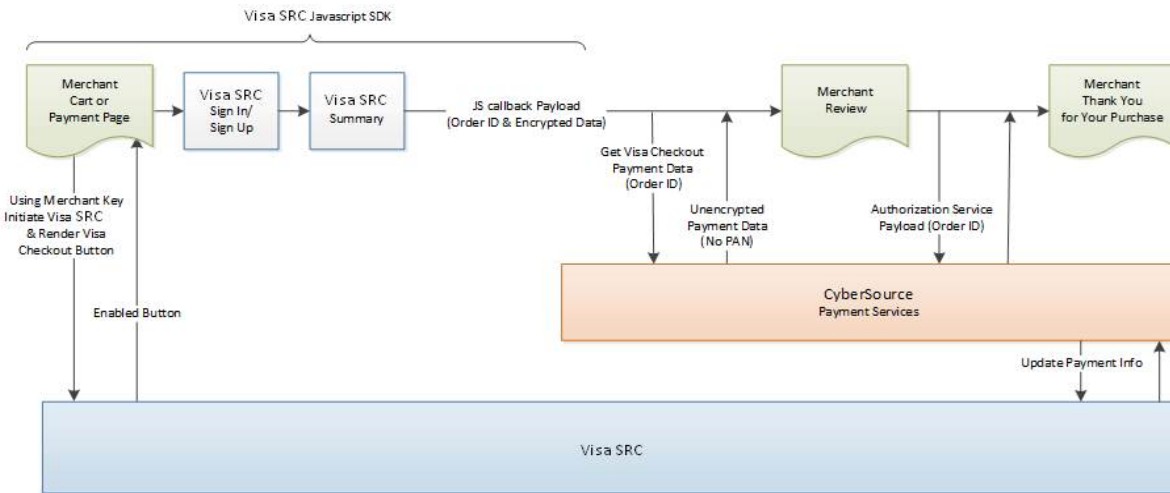 Visa SRC Javascript SDK
Merchant
Cart or
Payment Page
Visa SRC
Sign In/
Sign Up
Visa SRC
Summary
JS callback Payload
(Order ID & Encrypted Data)
Merchant
Review
Merchant
Thank You
for Your Purchase
Get Visa Checkout
Payment Data
(Order ID)
Unencrypted
Payment Data
(No PAN)
Authorization Service
Payload (Order ID)
Using Merchant Key
Initiate Visa SRC
& Render Visa
Checkout Button
Enabled Button
CyberSource
Payment Services
Update Payment Info
Visa SRC